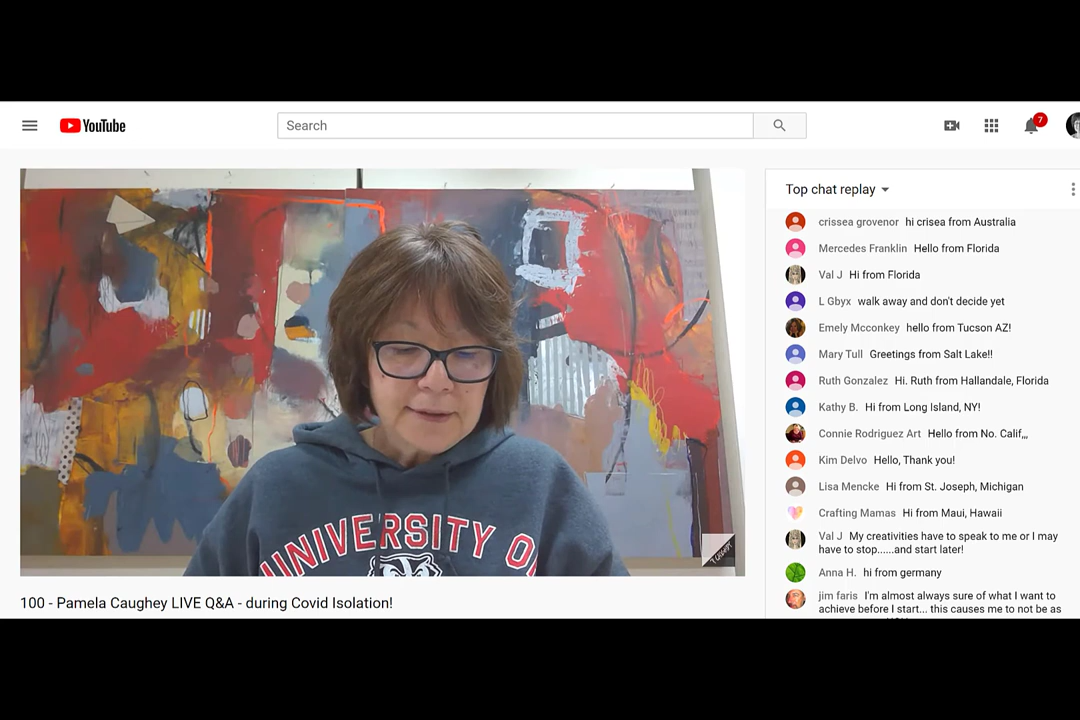 YouTube
Search
7
Top chat replay
crissea grovenor hi crisea from Australia
Mercedes Franklin Hello from Florida
Val J Hi from Florida
L Gbyx walk away and don't decide yet
Emely Mcconkey hello from Tucson AZ!
Mary Tull Greetings from Salt Lake!!
Ruth Gonzalez Hi. Ruth from Hallandale, Florida
Kathy B. Hi from Long Island, NY!
Connie Rodriguez Art Hello from No. Calif,,,
Kim Delvo Hello, Thank you!
Lisa Mencke Hi from St. Joseph, Michigan
Crafting Mamas Hi from Maui, Hawaii
Val J My creativities have to speak to me or I may
have to stop......and start later!
Anna H. hi from germany
jim faris I'm almost always sure of what I want to
achieve before I start... this causes me to not be as
UNIVERSITY O
100 - Pamela Caughey LIVE Q&A - during Covid Isolation!